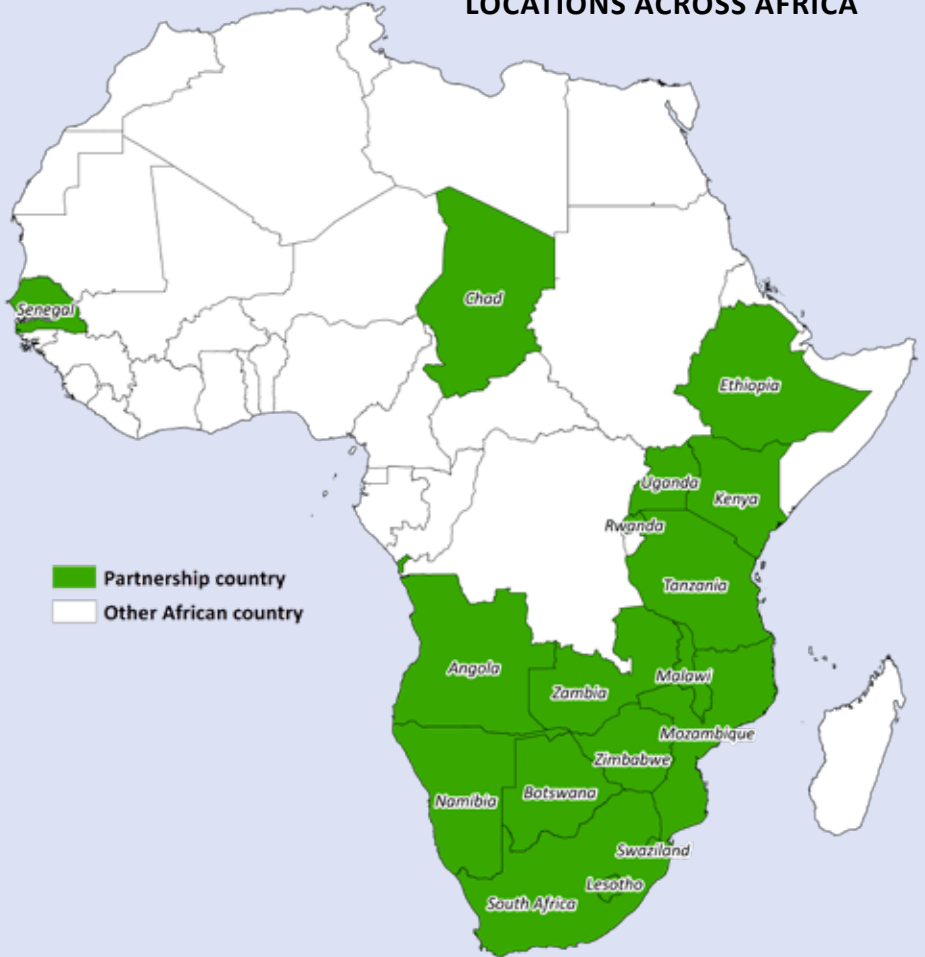 LOCATIONS ACROSS AFRICA
Senegal
Chad
Ethiopia
Uganda
Kenya
Rwanda
Tanzania
Partnership country
Other African country
Angola
Malawi
Zambia
Mozambique
Zimbabwe
Botswana
Namibia
Swaziland
Lesotho
South Africa